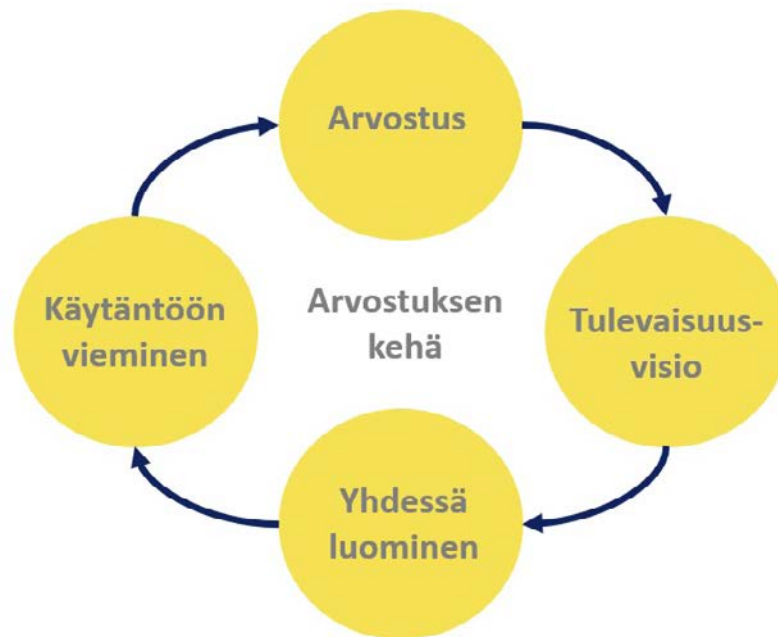 Arvostus
Käytäntöön
vieminen
Arvostuksen
kehä
Tulevaisuus-
visio
Yhdessä
luominen